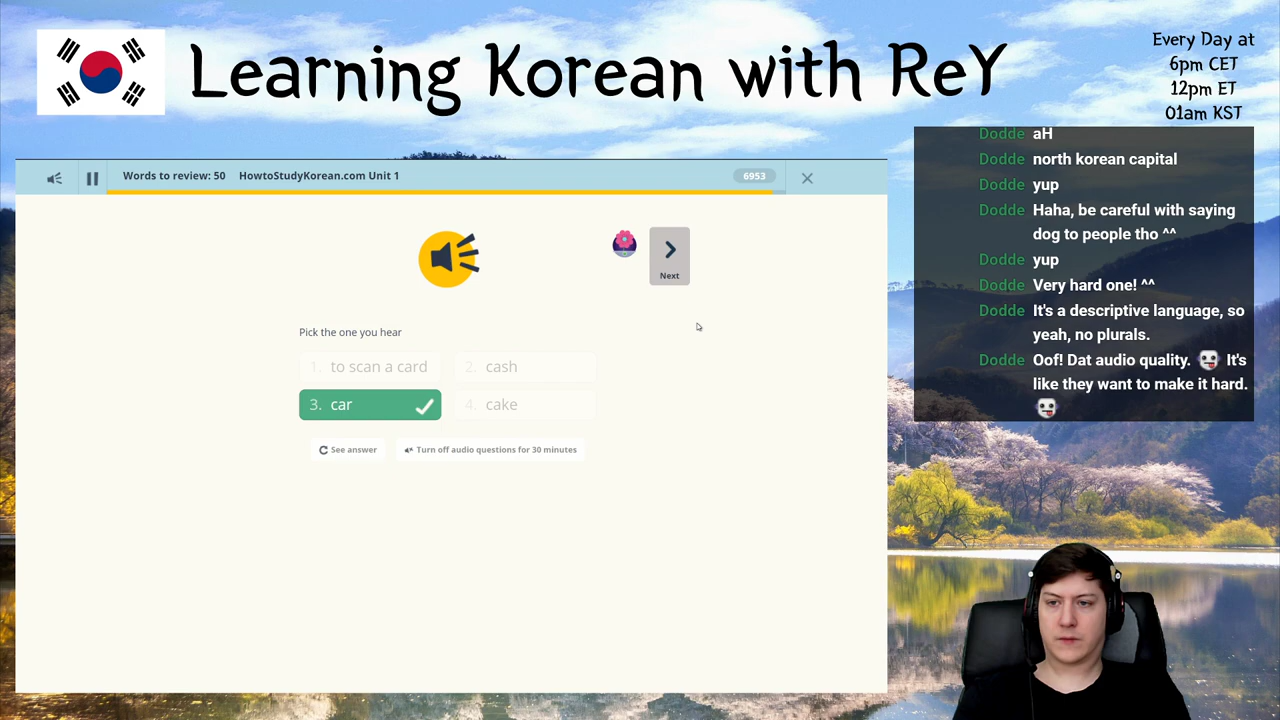 Learning Korean with ReY
Every Day at
6pm CET
12pm ET
01am KST
Words to review: 50 HowtoStudyKorean.com Unit 1 6953
Next
Pick the one you hear
1. to scan a card
2. cash
3. car
4. cake
See answer
Turn off audio questions for 30 minutes
Dodde aH
Dodde north korean capital
Dodde yup
Dodde Haha, be careful with saying
dog to people tho ^^
Dodde yup
Dodde Very hard one! ^^
Dodde It's a descriptive language, so
yeah, no plurals.
Dodde Oof! Dat audio quality. It's
like they want to make it hard.